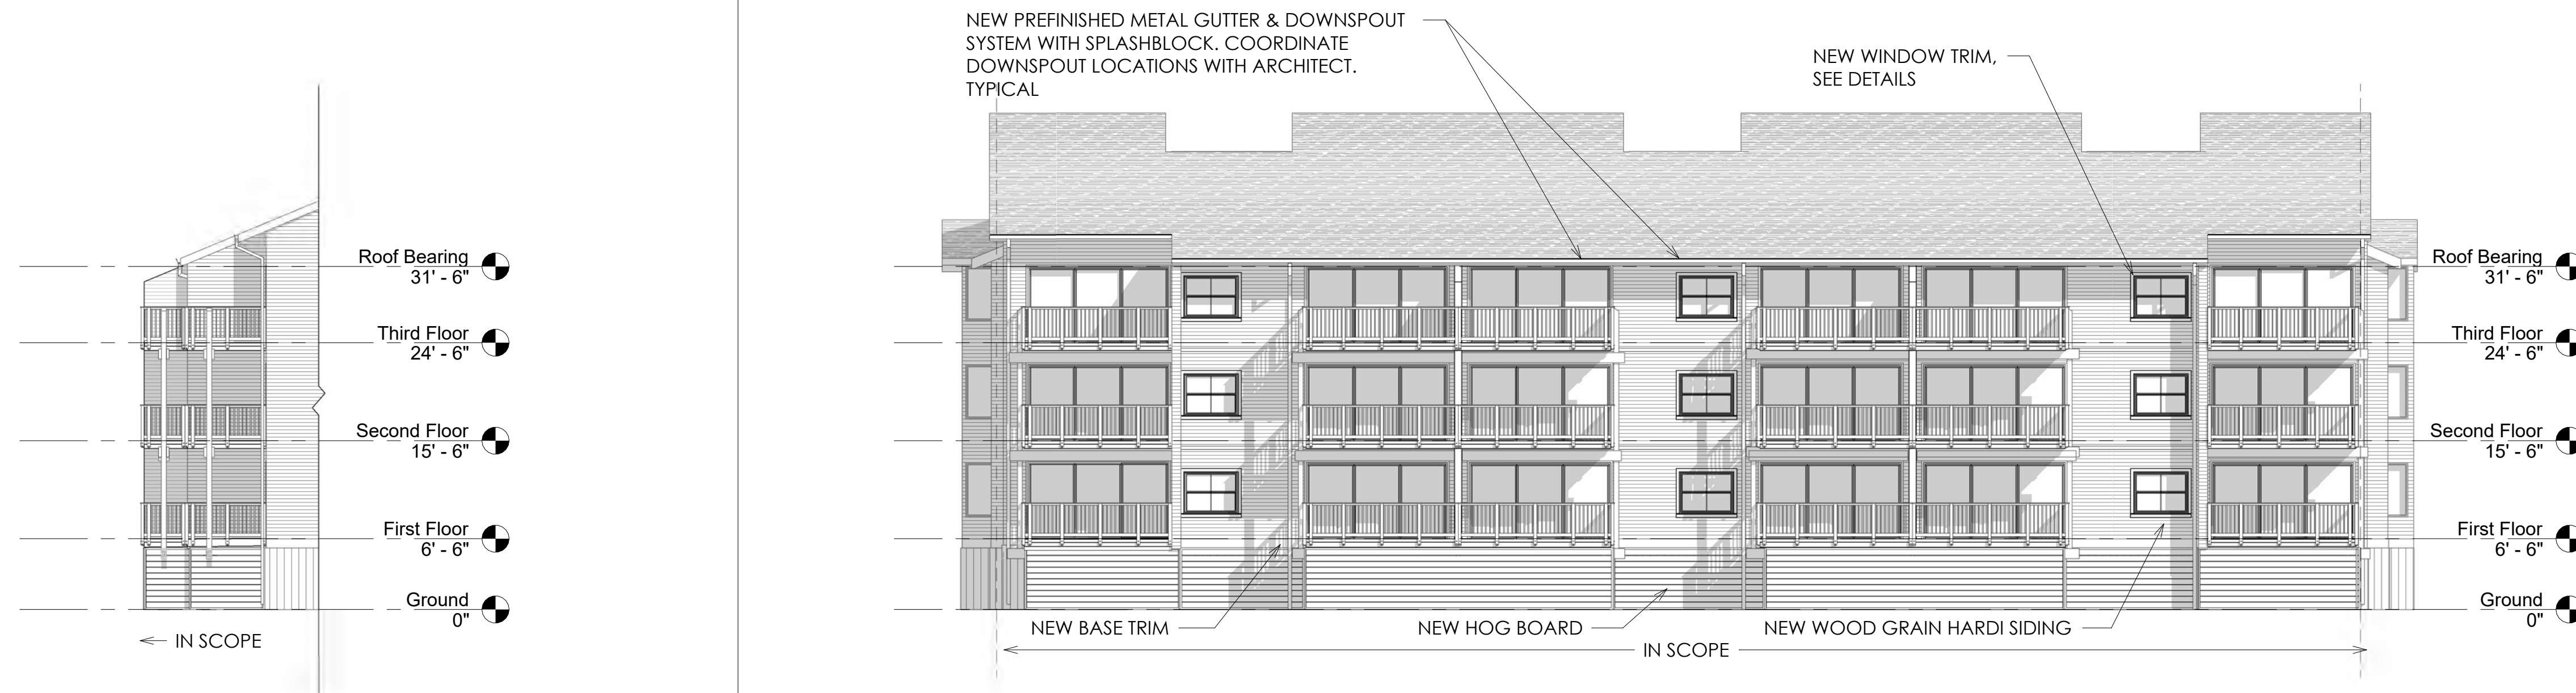 Roof Bearing
31' - 6"
Third Floor
24' - 6"
Second Floor
15' - 6"
First Floor
6' - 6"
Ground
0"
IN SCOPE
NEW PREFINISHED METAL GUTTER & DOWNSPOUT
SYSTEM WITH SPLASHBLOCK. COORDINATE
DOWNSPOUT LOCATIONS WITH ARCHITECT.
TYPICAL
NEW WINDOW TRIM,
SEE DETAILS
Roof Bearing
31' - 6"
Third Floor
24' - 6"
Second Floor
15' - 6"
First Floor
6' - 6"
Ground
0"
NEW BASE TRIM
NEW HOG BOARD
NEW WOOD GRAIN HARDI SIDING
IN SCOPE